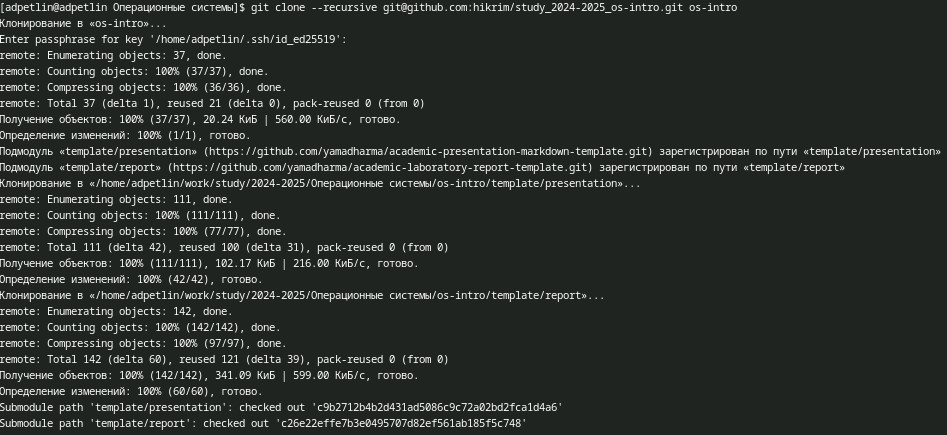 [adpetlin@adpetlin Операционные системы]$ git clone --recursive git@github.com:hikrim/study_2024-2025_os-intro.git os-intro
Клонирование в «os-intro»...
Enter passphrase for key '/home/adpetlin/.ssh/id_ed25519':
remote: Enumerating objects: 37, done.
remote: Counting objects: 100% (37/37), done.
remote: Compressing objects: 100% (36/36), done.
remote: Total 37 (delta 1), reused 21 (delta 0), pack-reused 0 (from 0)
Получение объектов: 100% (37/37), 20.24 КиБ | 560.00 КиБ/с, готово.
Определение изменений: 100% (1/1), готово.
Подмодуль «template/presentation» (https://github.com/yamadharma/academic-presentation-markdown-template.git) зарегистрирован по пути «template/presentation»
Подмодуль «template/report» (https://github.com/yamadharma/academic-laboratory-report-template.git) зарегистрирован по пути «template/report»
Клонирование в «/home/adpetlin/work/study/2024-2025/Операционные системы/os-intro/template/presentation»...
remote: Enumerating objects: 111, done.
remote: Counting objects: 100% (111/111), done.
remote: Compressing objects: 100% (77/77), done.
remote: Total 111 (delta 42), reused 100 (delta 31), pack-reused 0 (from 0)
Получение объектов: 100% (111/111), 102.17 КиБ | 216.00 КиБ/с, готово.
Определение изменений: 100% (42/42), готово.
Клонирование в «/home/adpetlin/work/study/2024-2025/Операционные системы/os-intro/template/report»...
remote: Enumerating objects: 142, done.
remote: Counting objects: 100% (142/142), done.
remote: Compressing objects: 100% (97/97), done.
remote: Total 142 (delta 60), reused 121 (delta 39), pack-reused 0 (from 0)
Получение объектов: 100% (142/142), 341.09 КиБ | 599.00 КиБ/с, готово.
Определение изменений: 100% (60/60), готово.
Submodule path 'template/presentation': checked out 'c9b2712b4b2d431ad5086c9c72a02bd2fca1d4a6'
Submodule path 'template/report': checked out 'c26e22effe7b3e0495707d82ef561ab185f5c748'